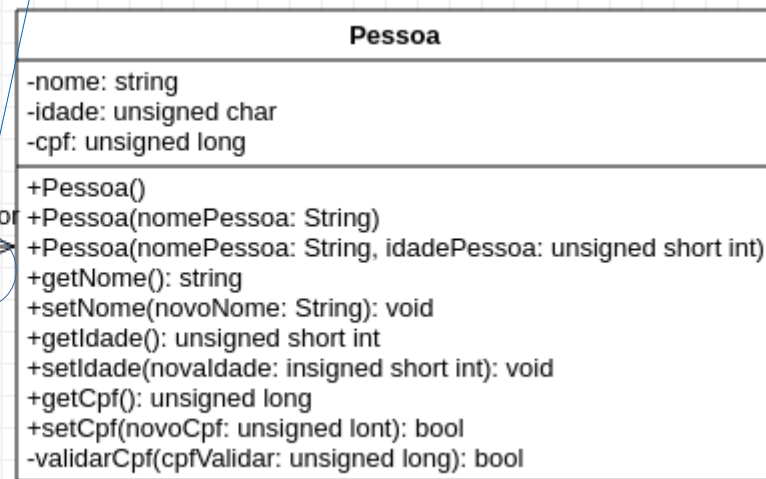 Pessoa
-nome: string
-idade: unsigned char
-cpf: unsigned long
+Pessoa()
or
+Pessoa(nomePessoa: String)
+Pessoa(nomePessoa: String, idadePessoa: unsigned short int)
+getNome(): string
+setNome(novoNome: String): void
+getIdade(): unsigned short int
+setIdade(novaIdade: insigned short int): void
+getCpf(): unsigned long
+setCpf(novoCpf: unsigned lont): bool
-validarCpf(cpfValidar: unsigned long): bool